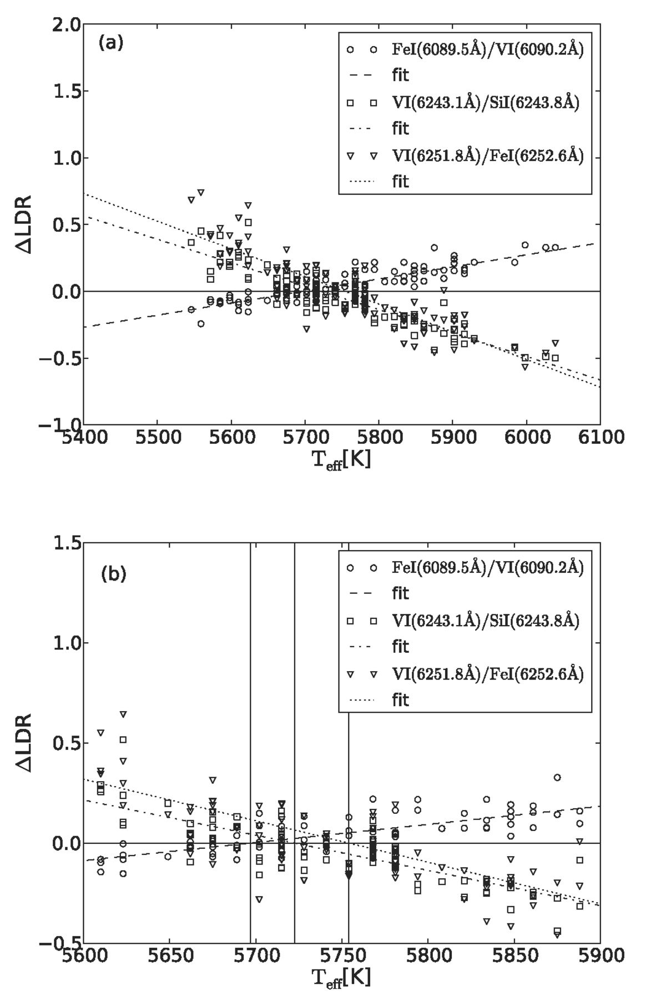 2.0
(a)
FeI(6089.5Å)/VI(6090.2Å)
fit
1.5
VI(6243.1Å)/SiI(6243.8Å)
fit
1.0
VI(6251.8Å)/FeI(6252.6Å)
fit
0.5
ΔLDR
0.0
−0.5
−1.0
5400 5500 5600 5700 5800 5900 6000 6100
Teff[K]
1.5
(b)
FeI(6089.5Å)/VI(6090.2Å)
fit
VI(6243.1Å)/SiI(6243.8Å)
1.0
fit
VI(6251.8Å)/FeI(6252.6Å)
fit
0.5
ΔLDR
0.0
−0.5
5600 5650 5700 5750 5800 5850 5900
Teff[K]